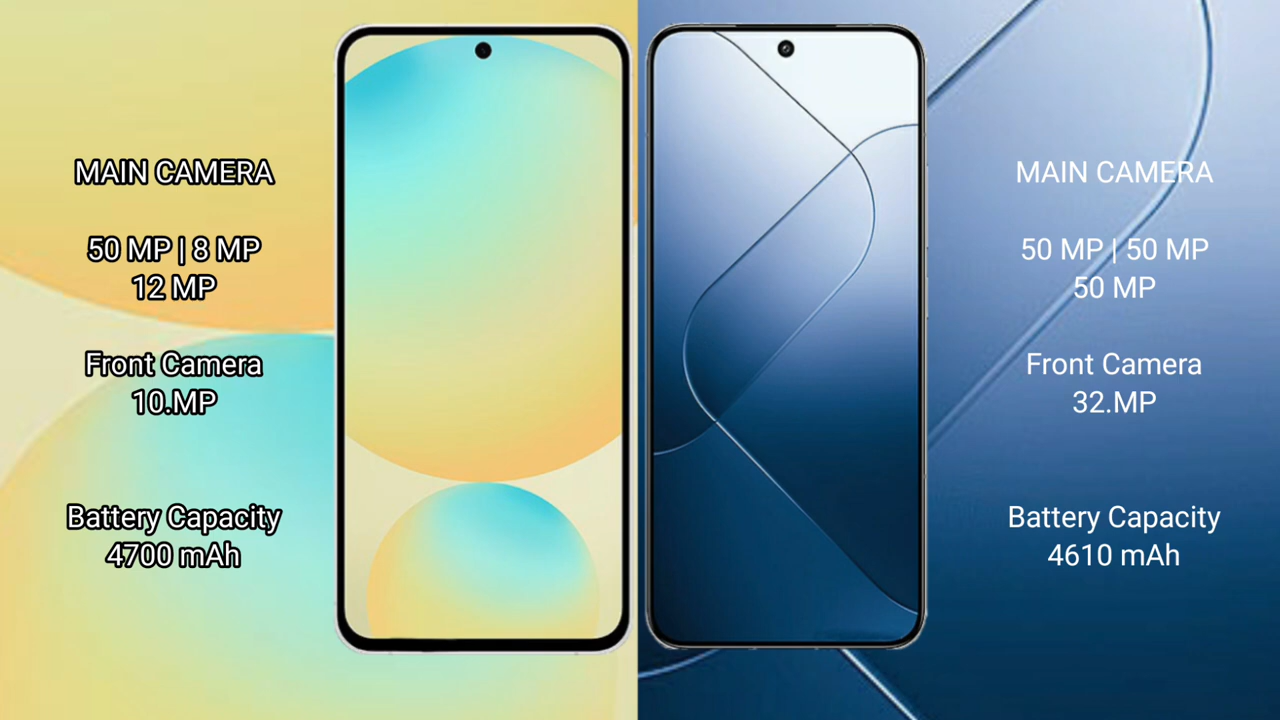 MAIN CAMERA
50 MP | 8 MP
12 MP
Front Camera
10.MP
Battery Capacity
4700 mAh
MAIN CAMERA
50 MP | 50 MP
50 MP
Front Camera
32.MP
Battery Capacity
4610 mAh